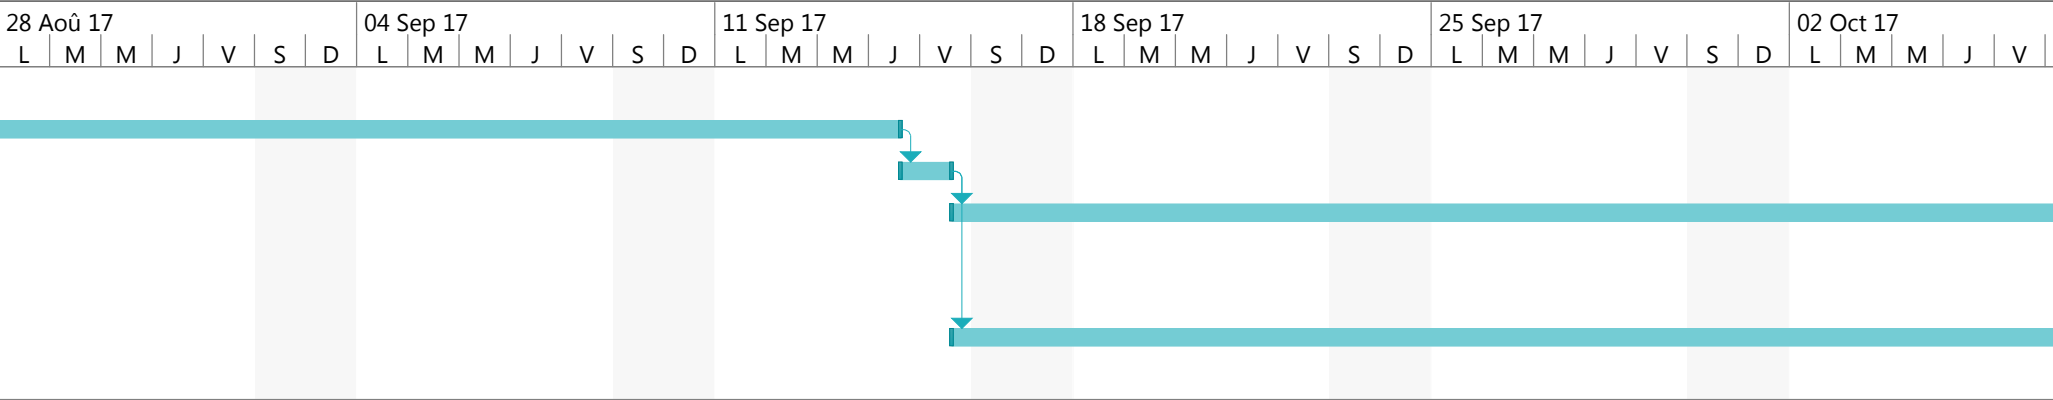 28 Aoû 17 04 Sep 17 11 Sep 17 18 Sep 17 25 Sep 17 02 Oct 17
L M M J V S D L M M J V S D L M M J V S D L M M J V S D L M M J V S D L M M J V